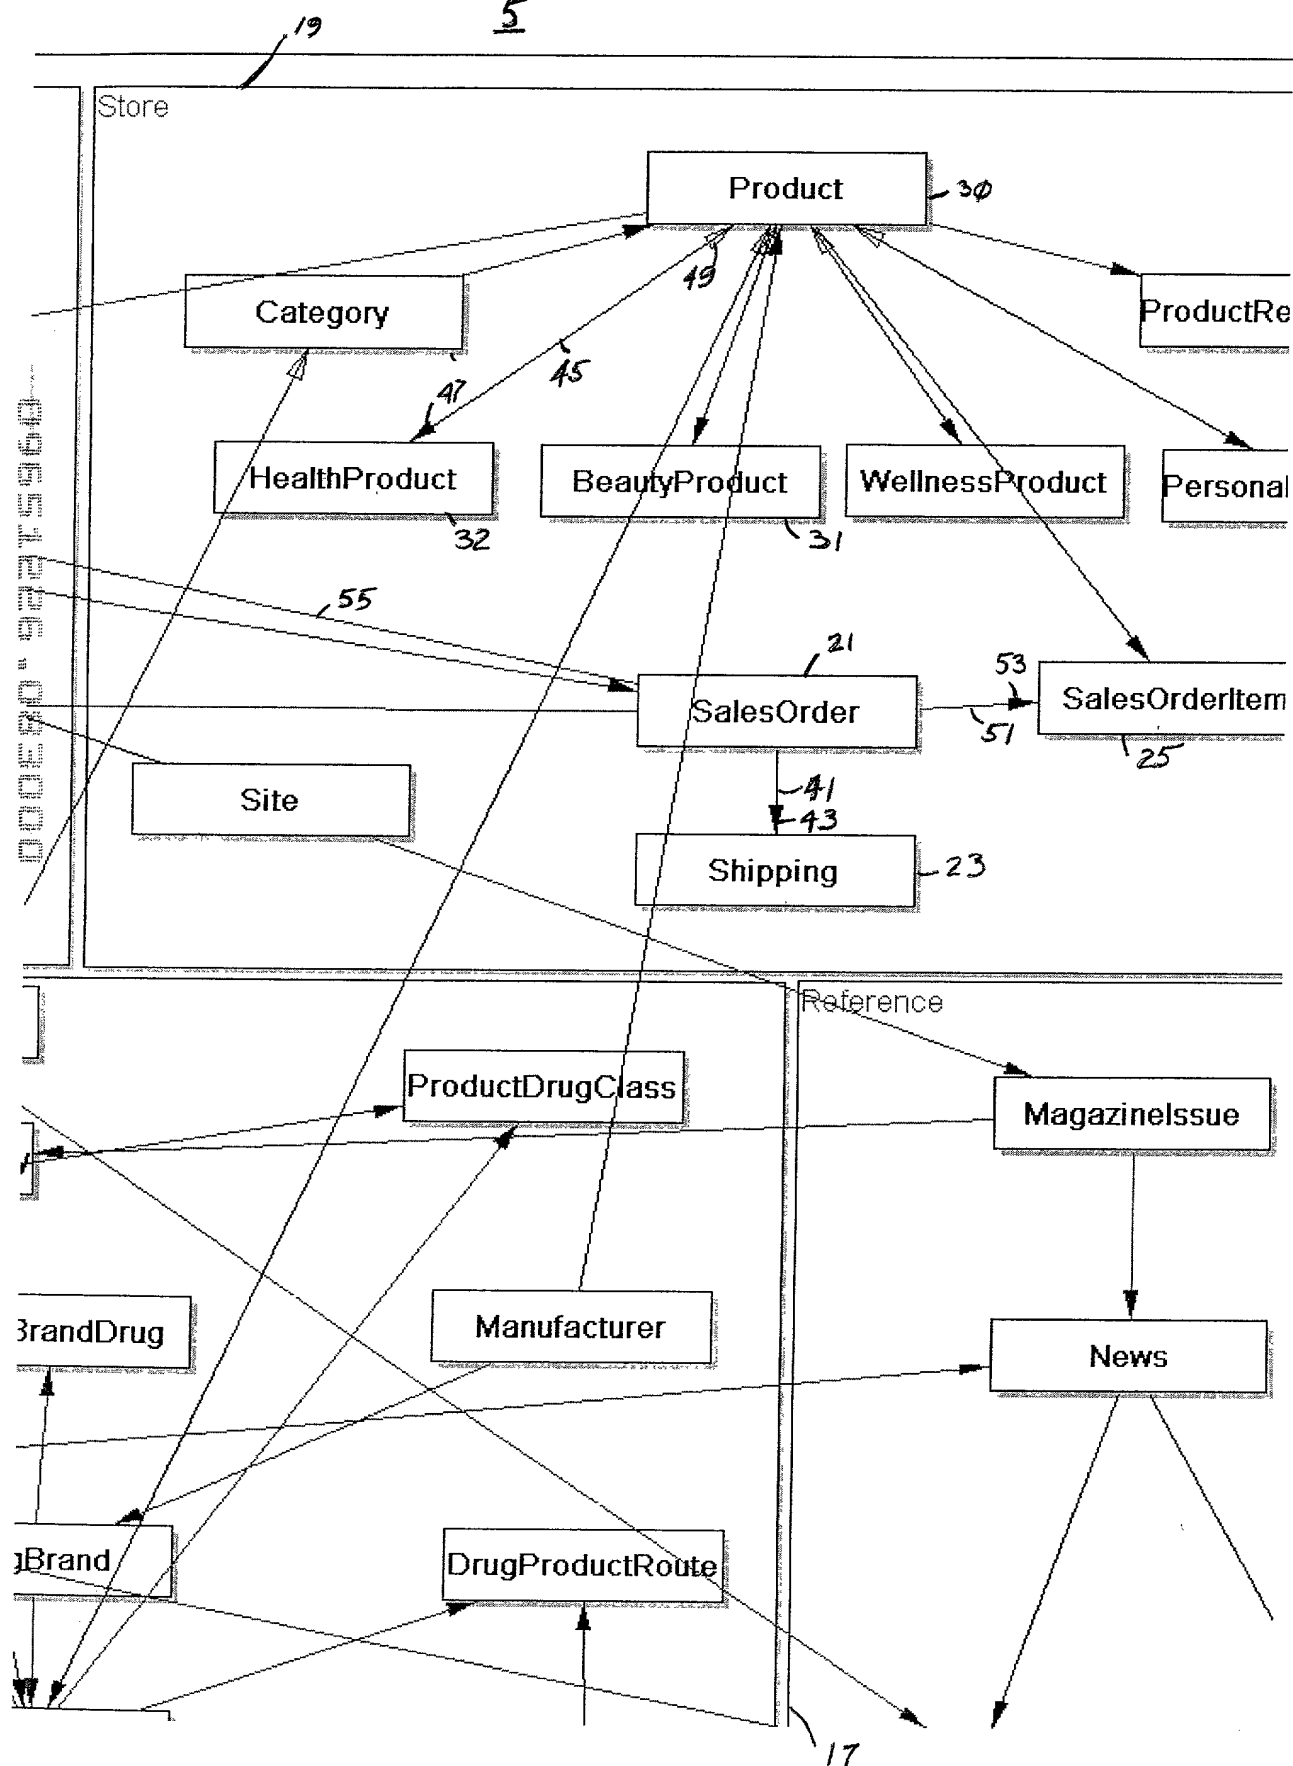 5
19
Store
Product
30
Category
49
ProductRe
45
47
HealthProduct
BeautyProduct
WellnessProduct
Personal
32
31
55
21
SalesOrder
53
SalesOrderItem
51
25
Site
41
43
Shipping
23
Reference
ProductDrugClass
MagazineIssue
BrandDrug
Manufacturer
News
gBrand
DrugProductRoute
17